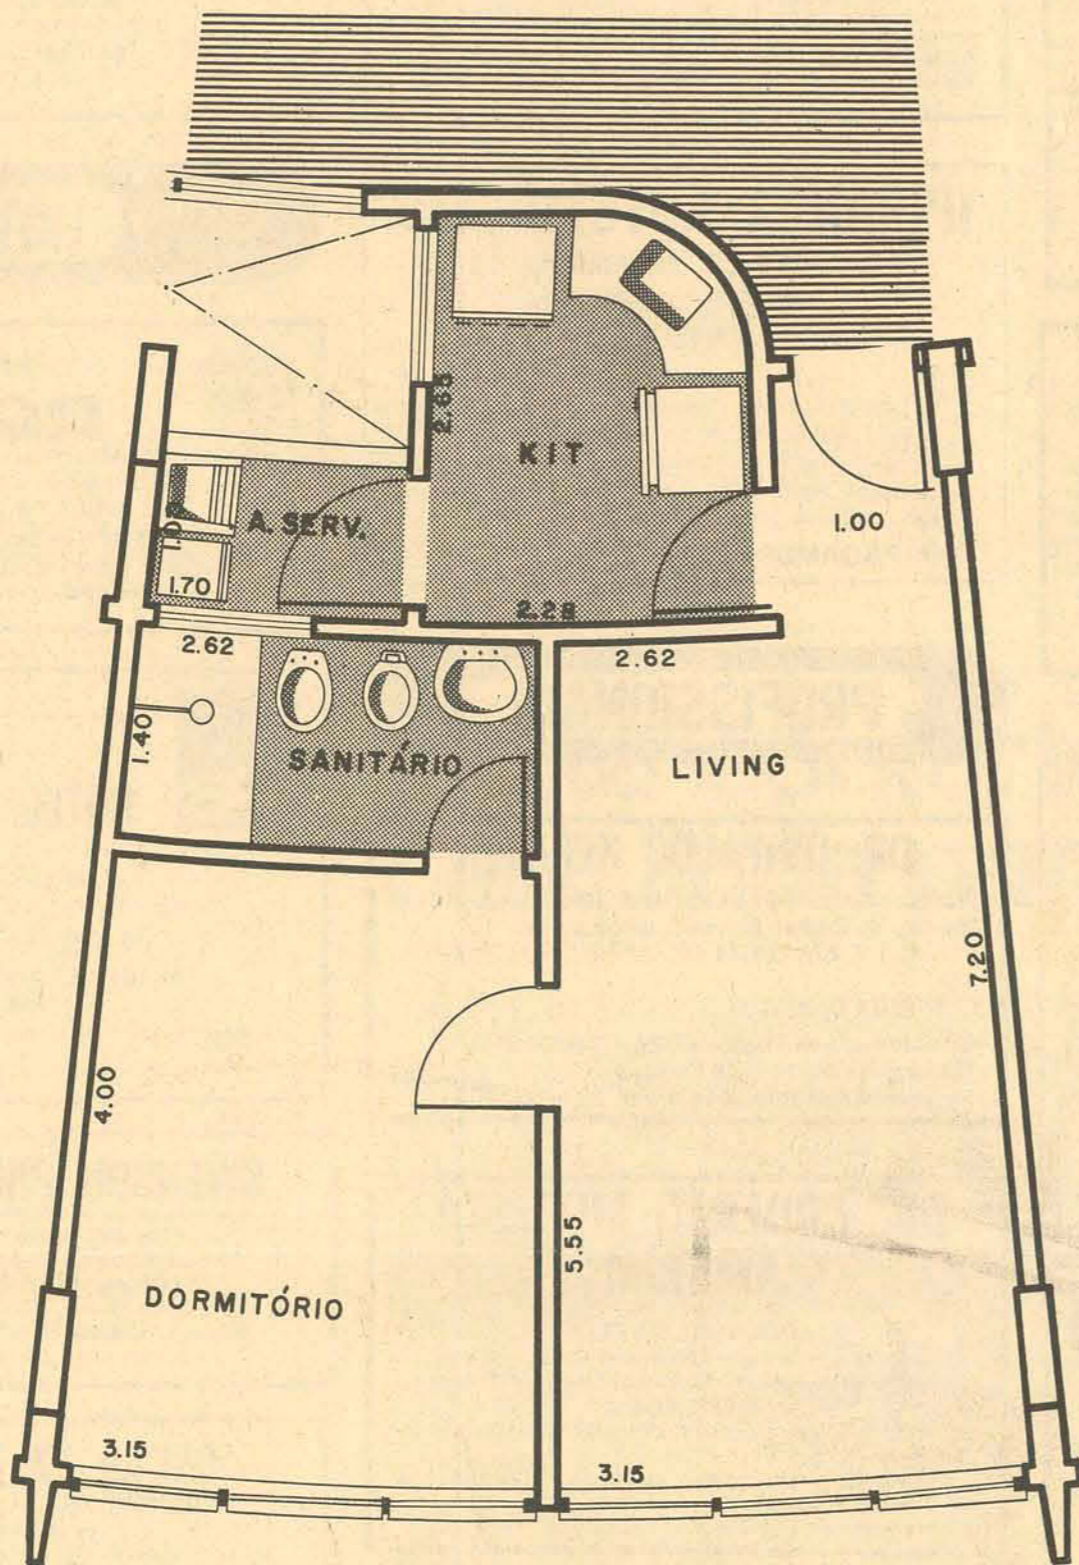 2.65
KIT
A. SERV.
1.00
1.70
2.28
2.62
2.62
1.40
SANITÁRIO
LIVING
7.20
4.00
5.55
DORMITÓRIO
3.15
3.15